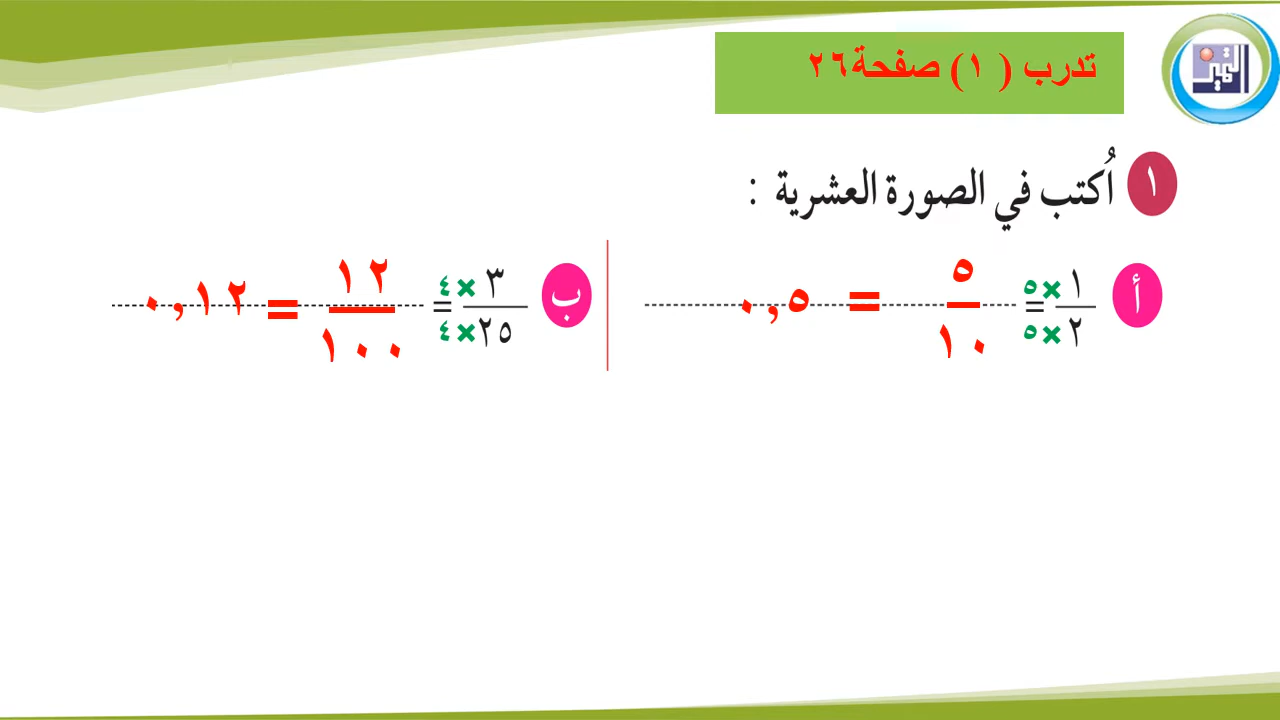 تدرب ( ١ ) صفحة٢٦
التميز
١ اُكتب في الصورة العشرية :
أ ١/٢ ×٥ ×٥ = ٥/١٠ = ٠,٥
ب ٣/٢٥ ×٤ ×٤ = ١٢/١٠٠ = ٠,١٢